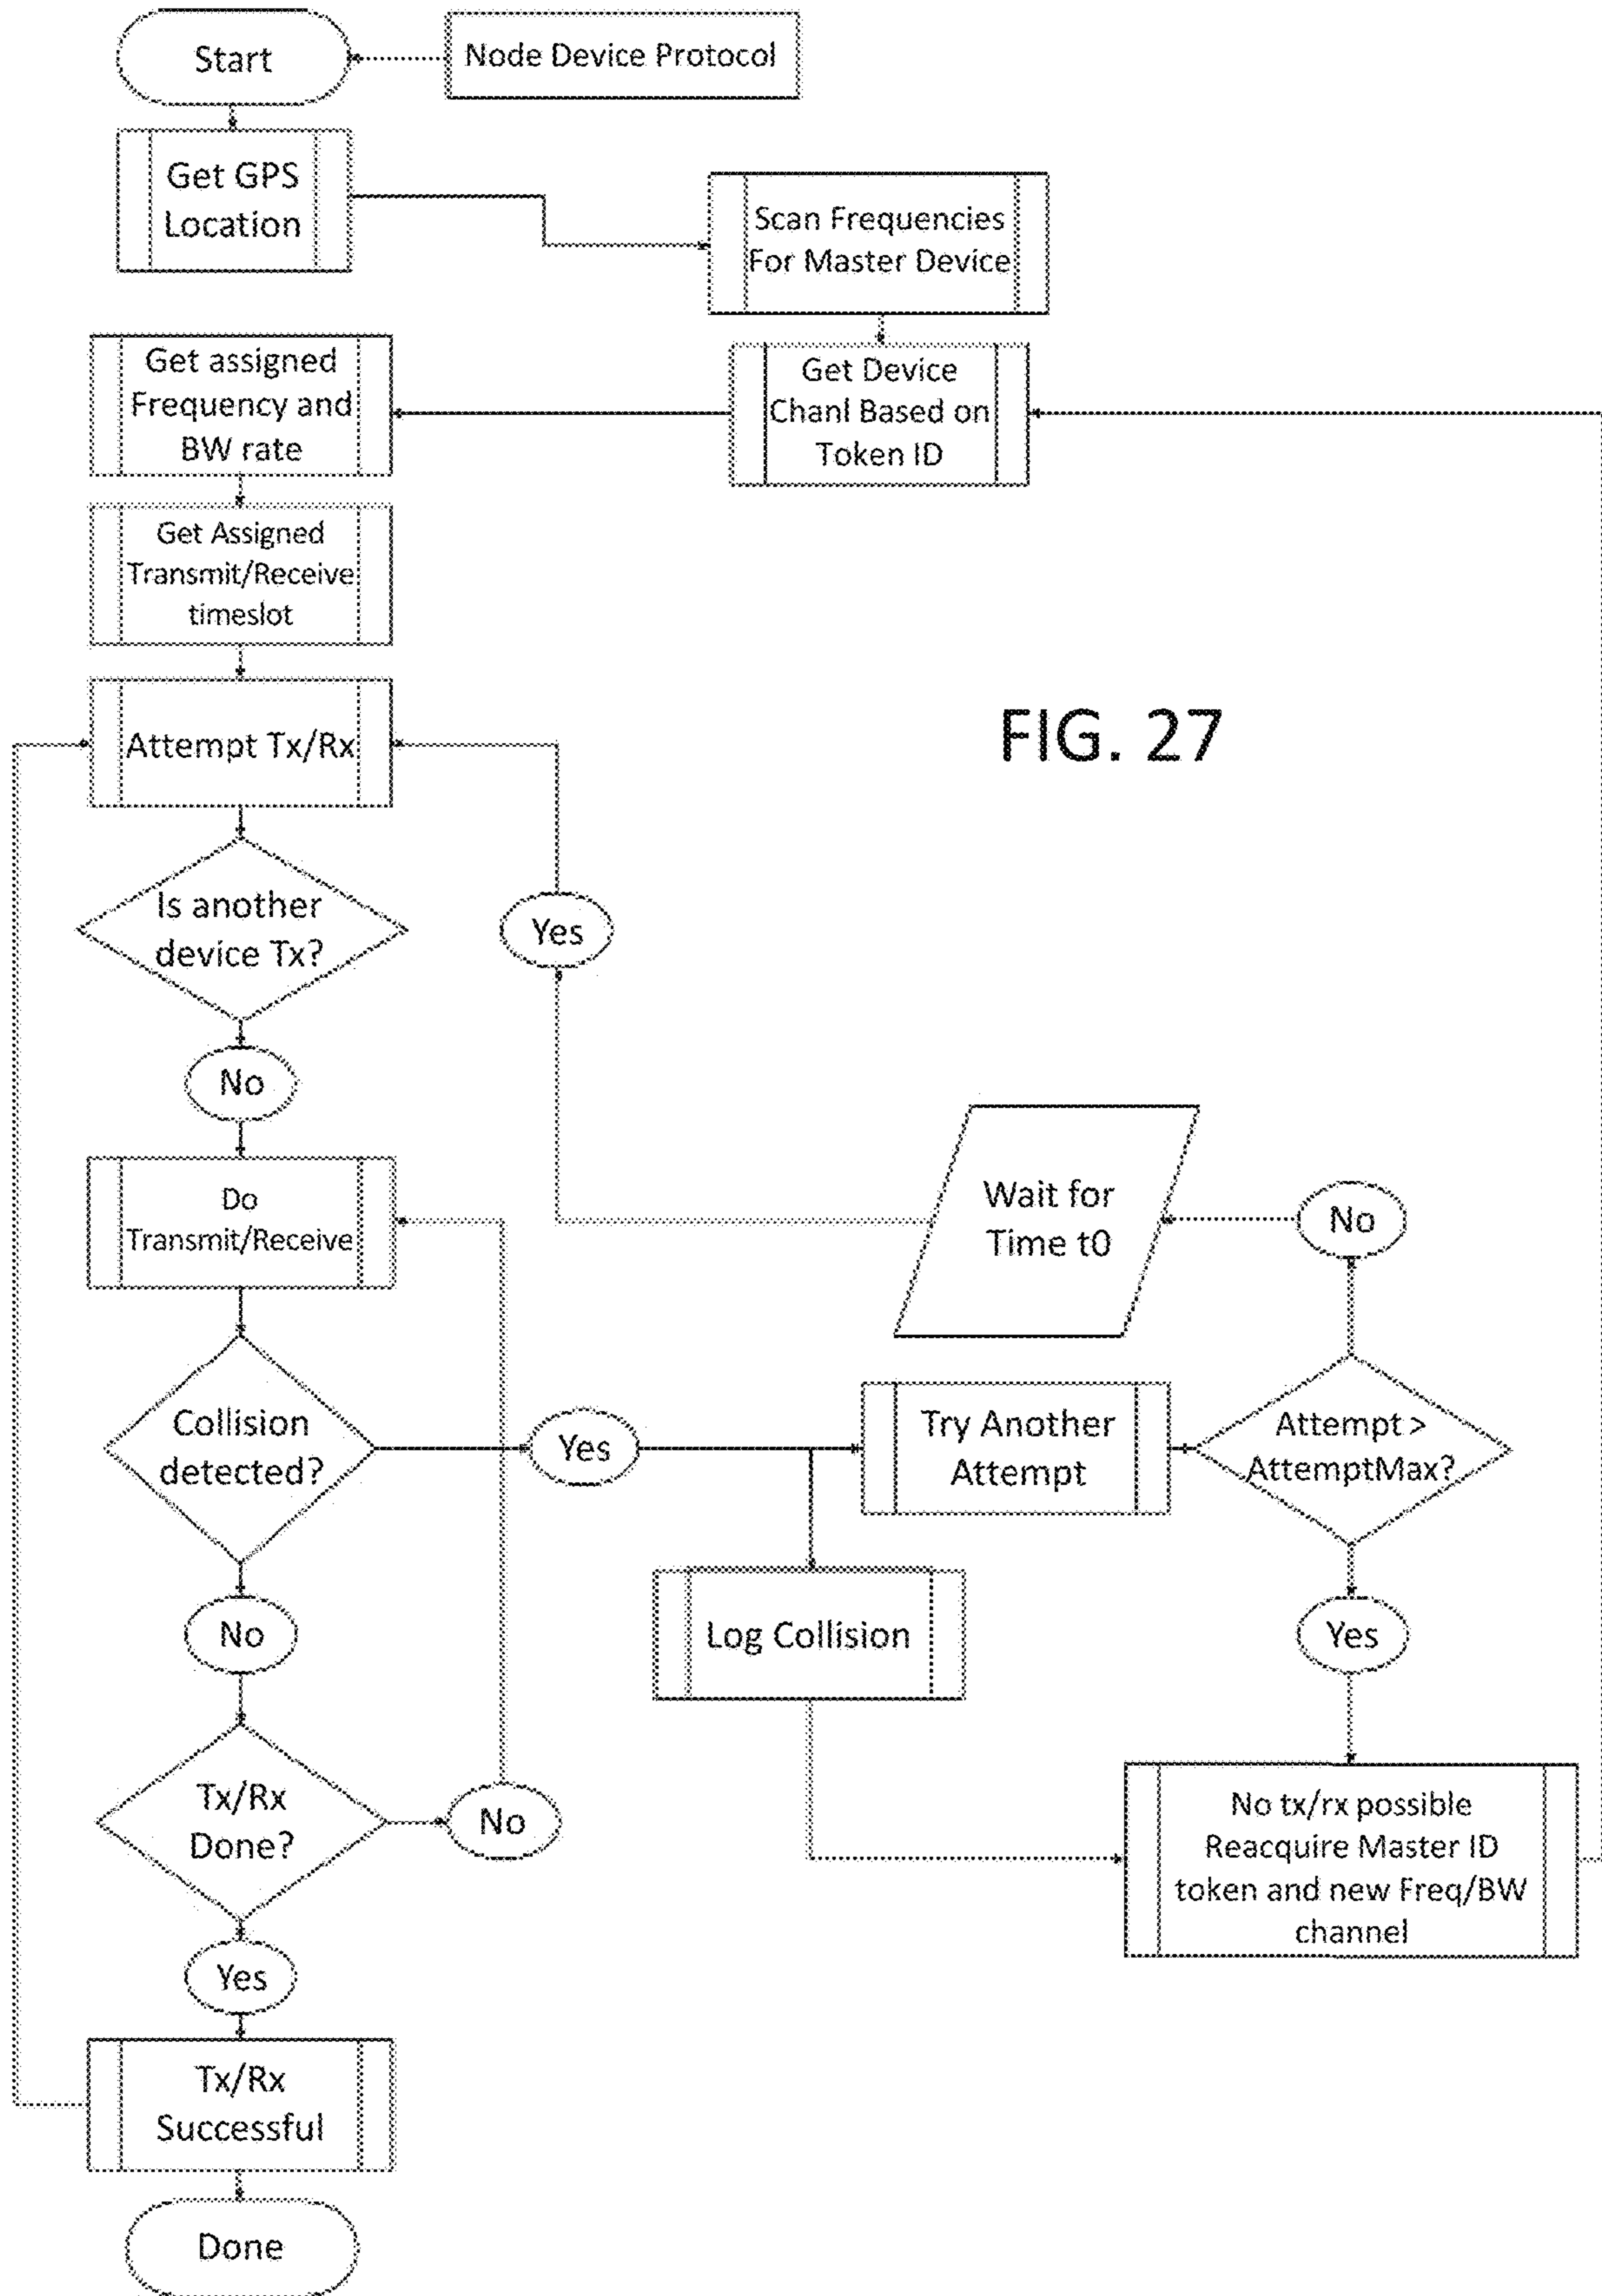 Start
Node Device Protocol
Get GPS
Location
Scan Frequencies
For Master Device
Get assigned
Frequency and
BW rate
Get Device
Chanl Based on
Token ID
Get Assigned
Transmit/Receive
timeslot
FIG. 27
Attempt Tx/Rx
Is another
device Tx?
Yes
No
Do
Transmit/Receive
Wait for
Time t0
No
Collision
detected?
Yes
Try Another
Attempt
Attempt >
AttemptMax?
No
Log Collision
Yes
Tx/Rx
Done?
No
No tx/rx possible
Reacquire Master ID
token and new Freq/BW
channel
Yes
Tx/Rx
Successful
Done